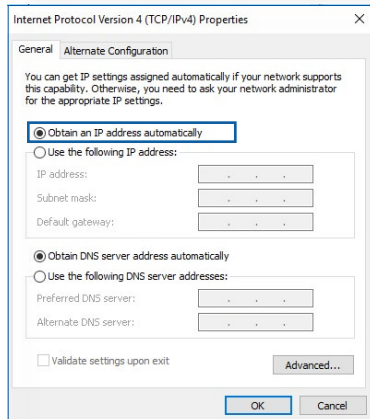 Internet Protocol Version 4 (TCP/IPv4) Properties
General
Alternate Configuration
You can get IP settings assigned automatically if your network supports
this capability. Otherwise, you need to ask your network administrator
for the appropriate IP settings.
Obtain an IP address automatically
Use the following IP address:
IP address:
Subnet mask:
Default gateway:
Obtain DNS server address automatically
Use the following DNS server addresses:
Preferred DNS server:
Alternate DNS server:
Validate settings upon exit
Advanced...
OK
Cancel